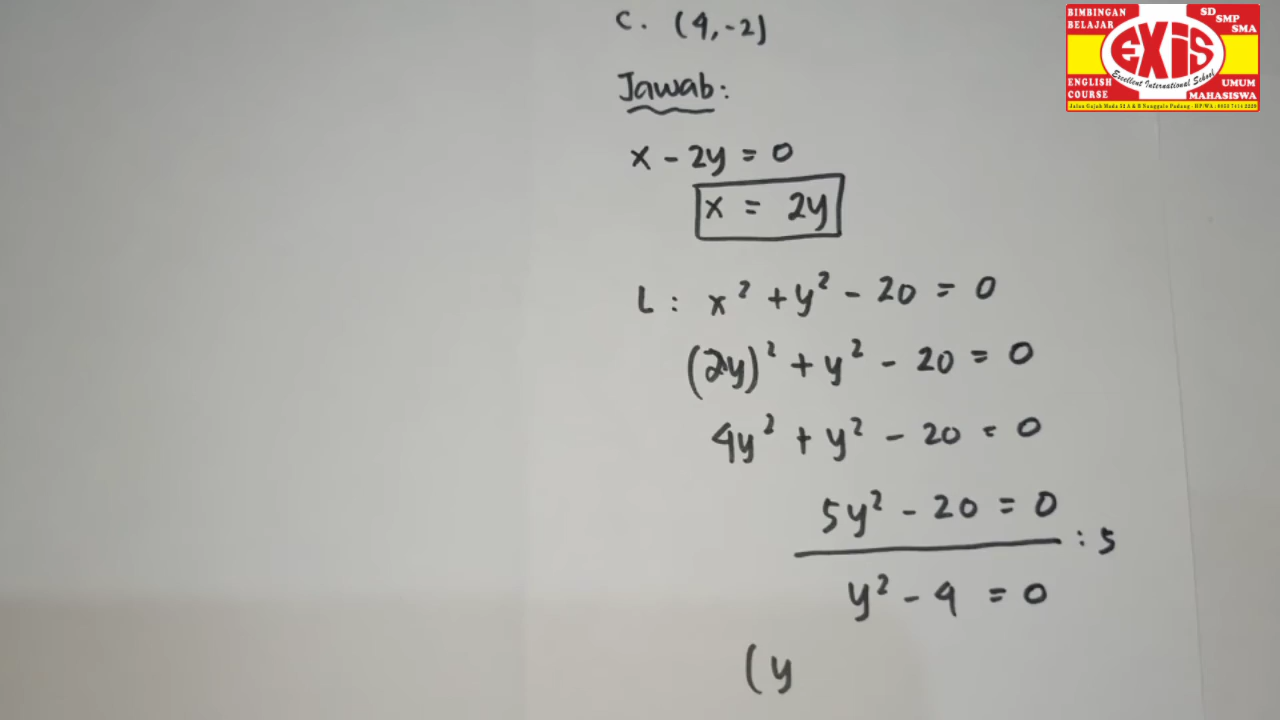 C. (4,-2)
Jawab:
x - 2y = 0
x = 2y
L : x² + y² - 20 = 0
(2y)² + y² - 20 = 0
4y² + y² - 20 = 0
5y² - 20 = 0
: 5
y² - 4 = 0
(y
BIMBINGAN BELAJAR
SD
SMP
SMA
EXIS
Excellent International School
ENGLISH COURSE
UMUM
MAHASISWA